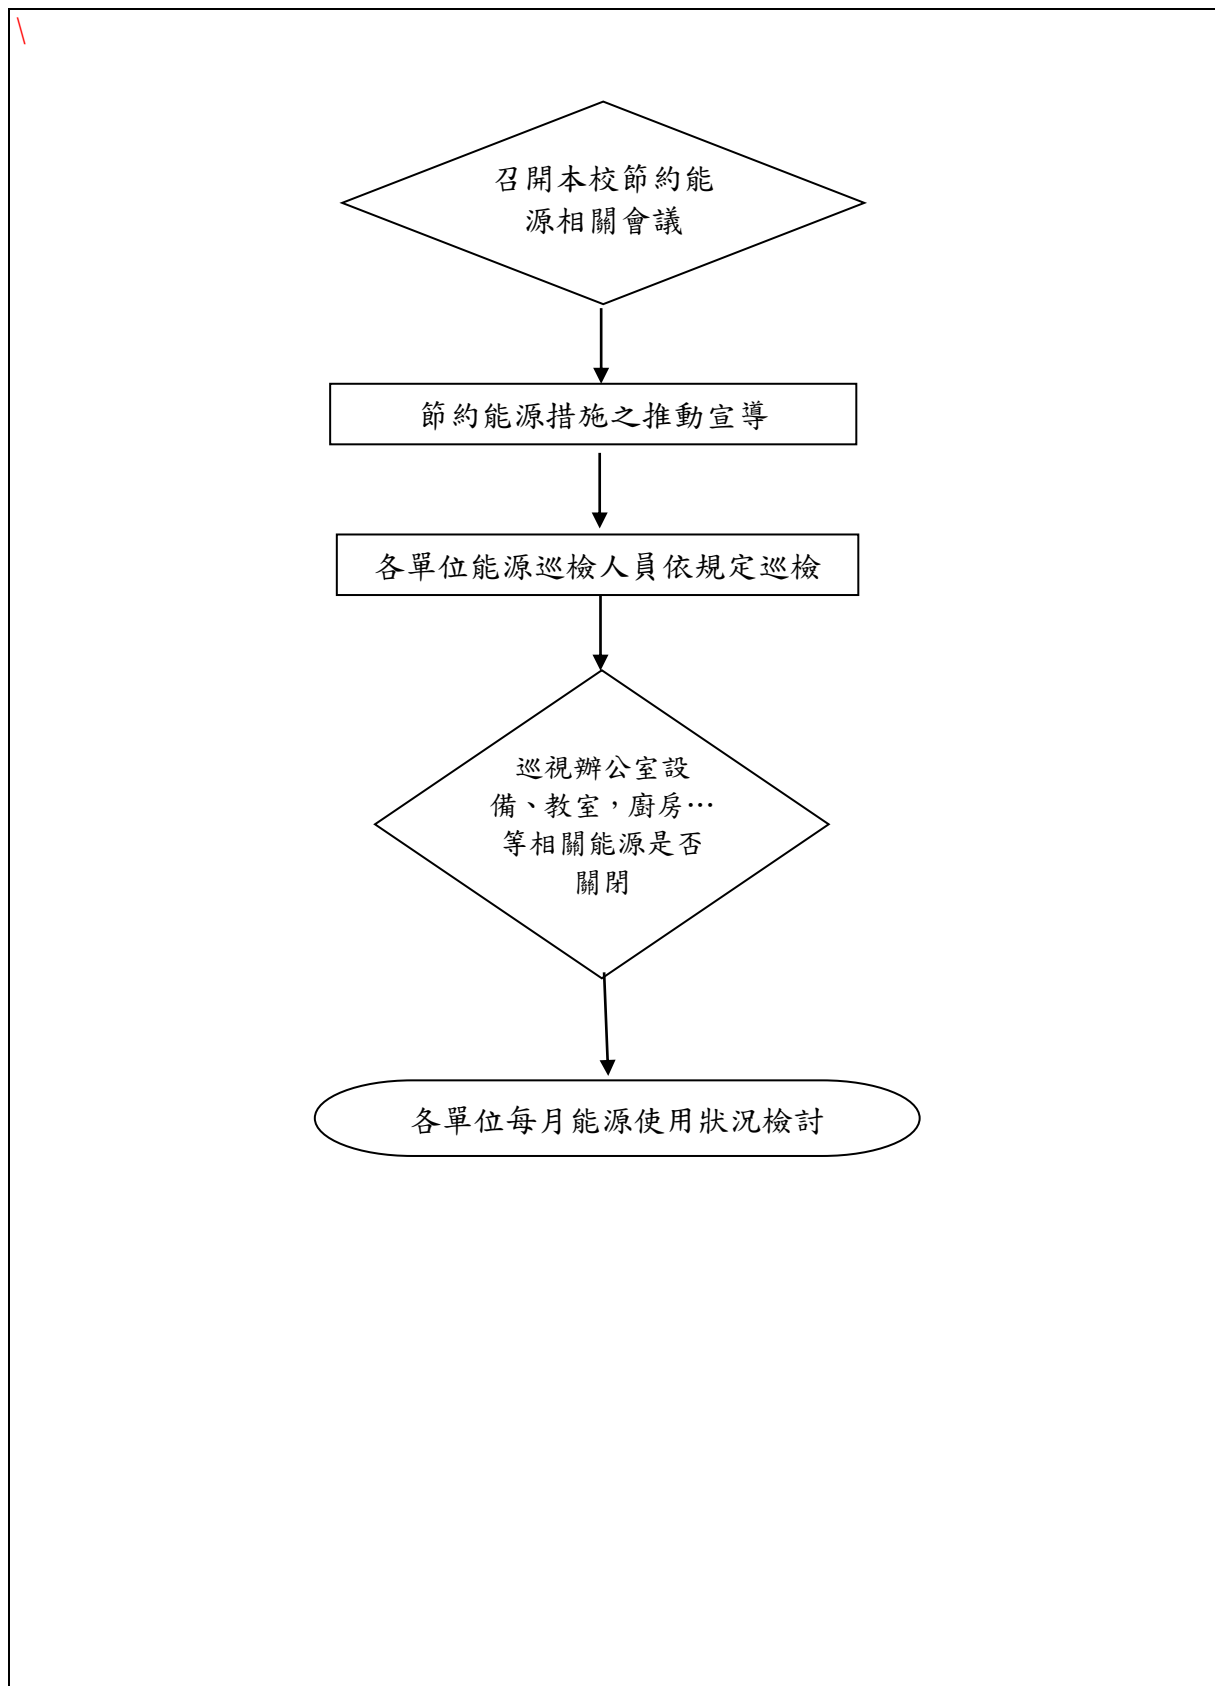 \
召開本校節約能
源相關會議
節約能源措施之推動宣導
各單位能源巡檢人員依規定巡檢
巡視辦公室設
備、教室，廚房…
等相關能源是否
關閉
各單位每月能源使用狀況檢討